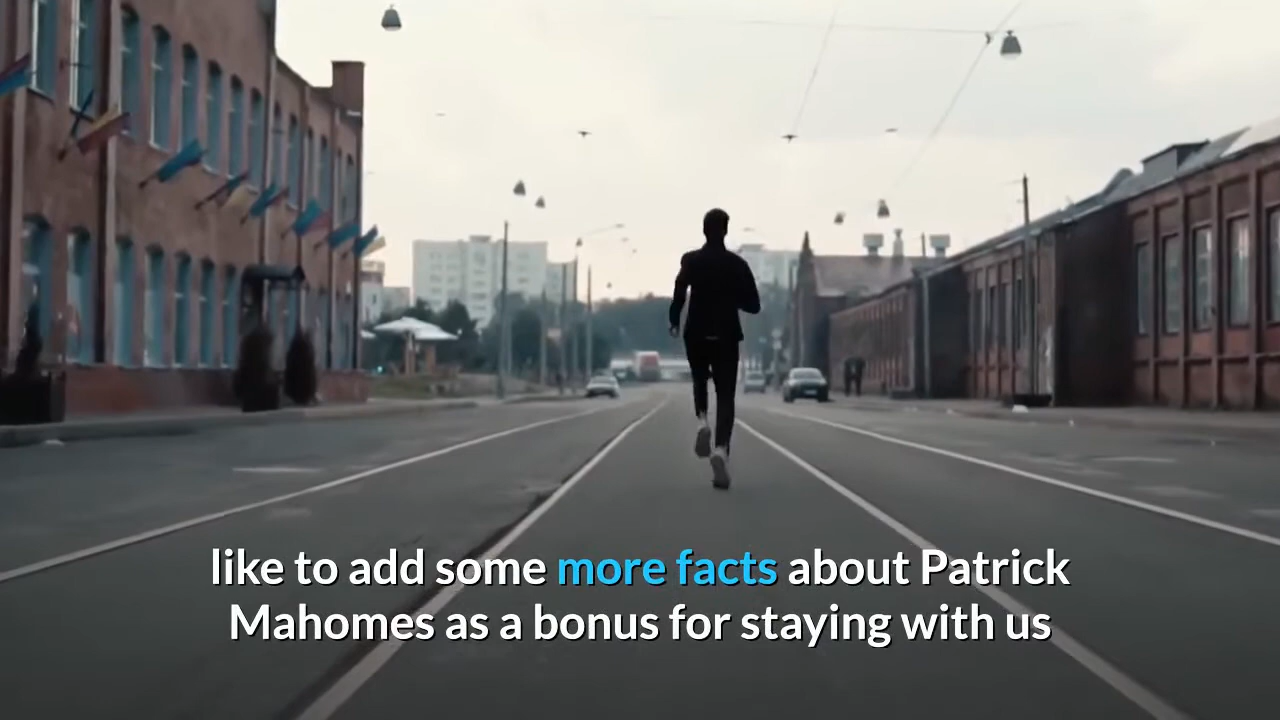 like to add some more facts about Patrick
Mahomes as a bonus for staying with us